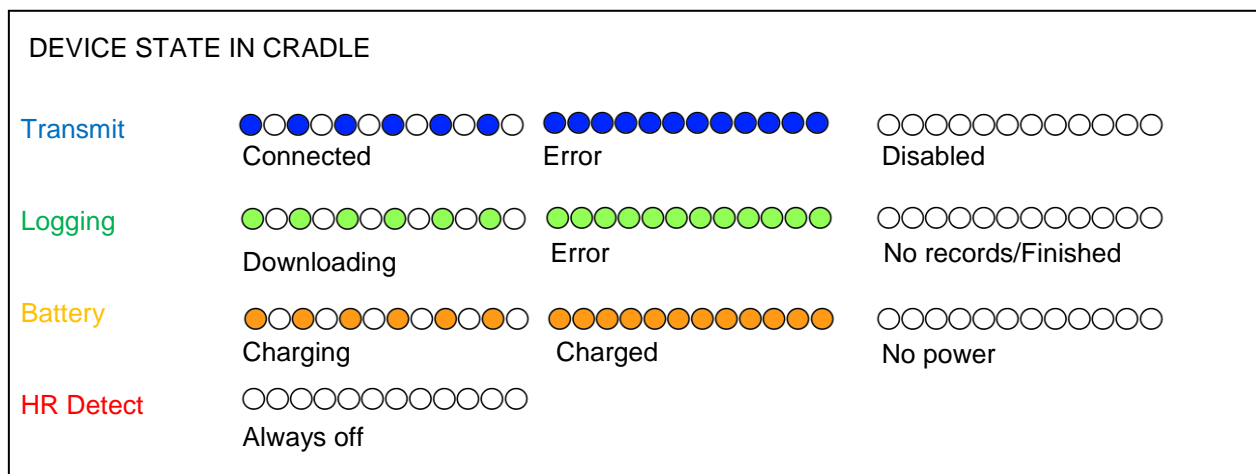 DEVICE STATE IN CRADLE
Transmit
Connected
Error
Disabled
Logging
Downloading
Error
No records/Finished
Battery
Charging
Charged
No power
HR Detect
Always off